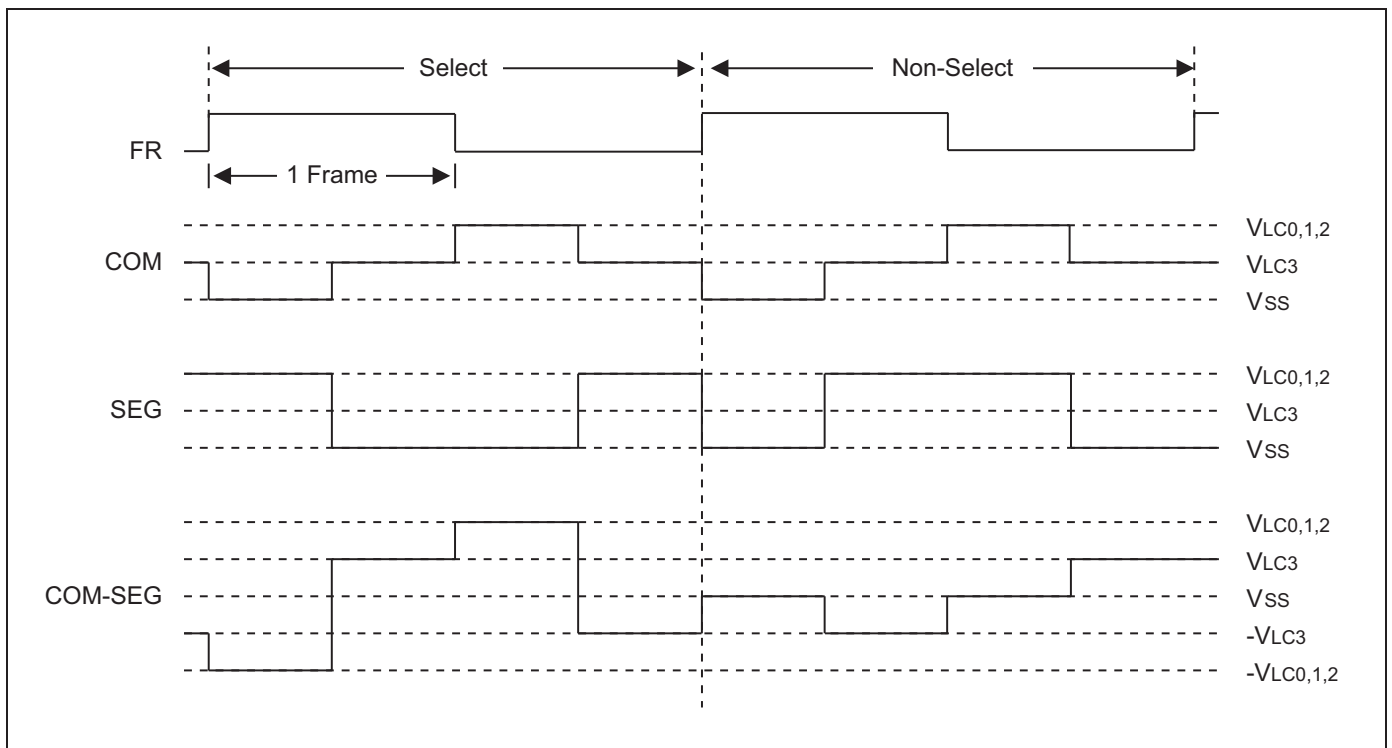 Select
Non-Select
FR
1 Frame
COM
VLC0,1,2
VLC3
VSS
SEG
VLC0,1,2
VLC3
VSS
COM-SEG
VLC0,1,2
VLC3
VSS
-VLC3
-VLC0,1,2